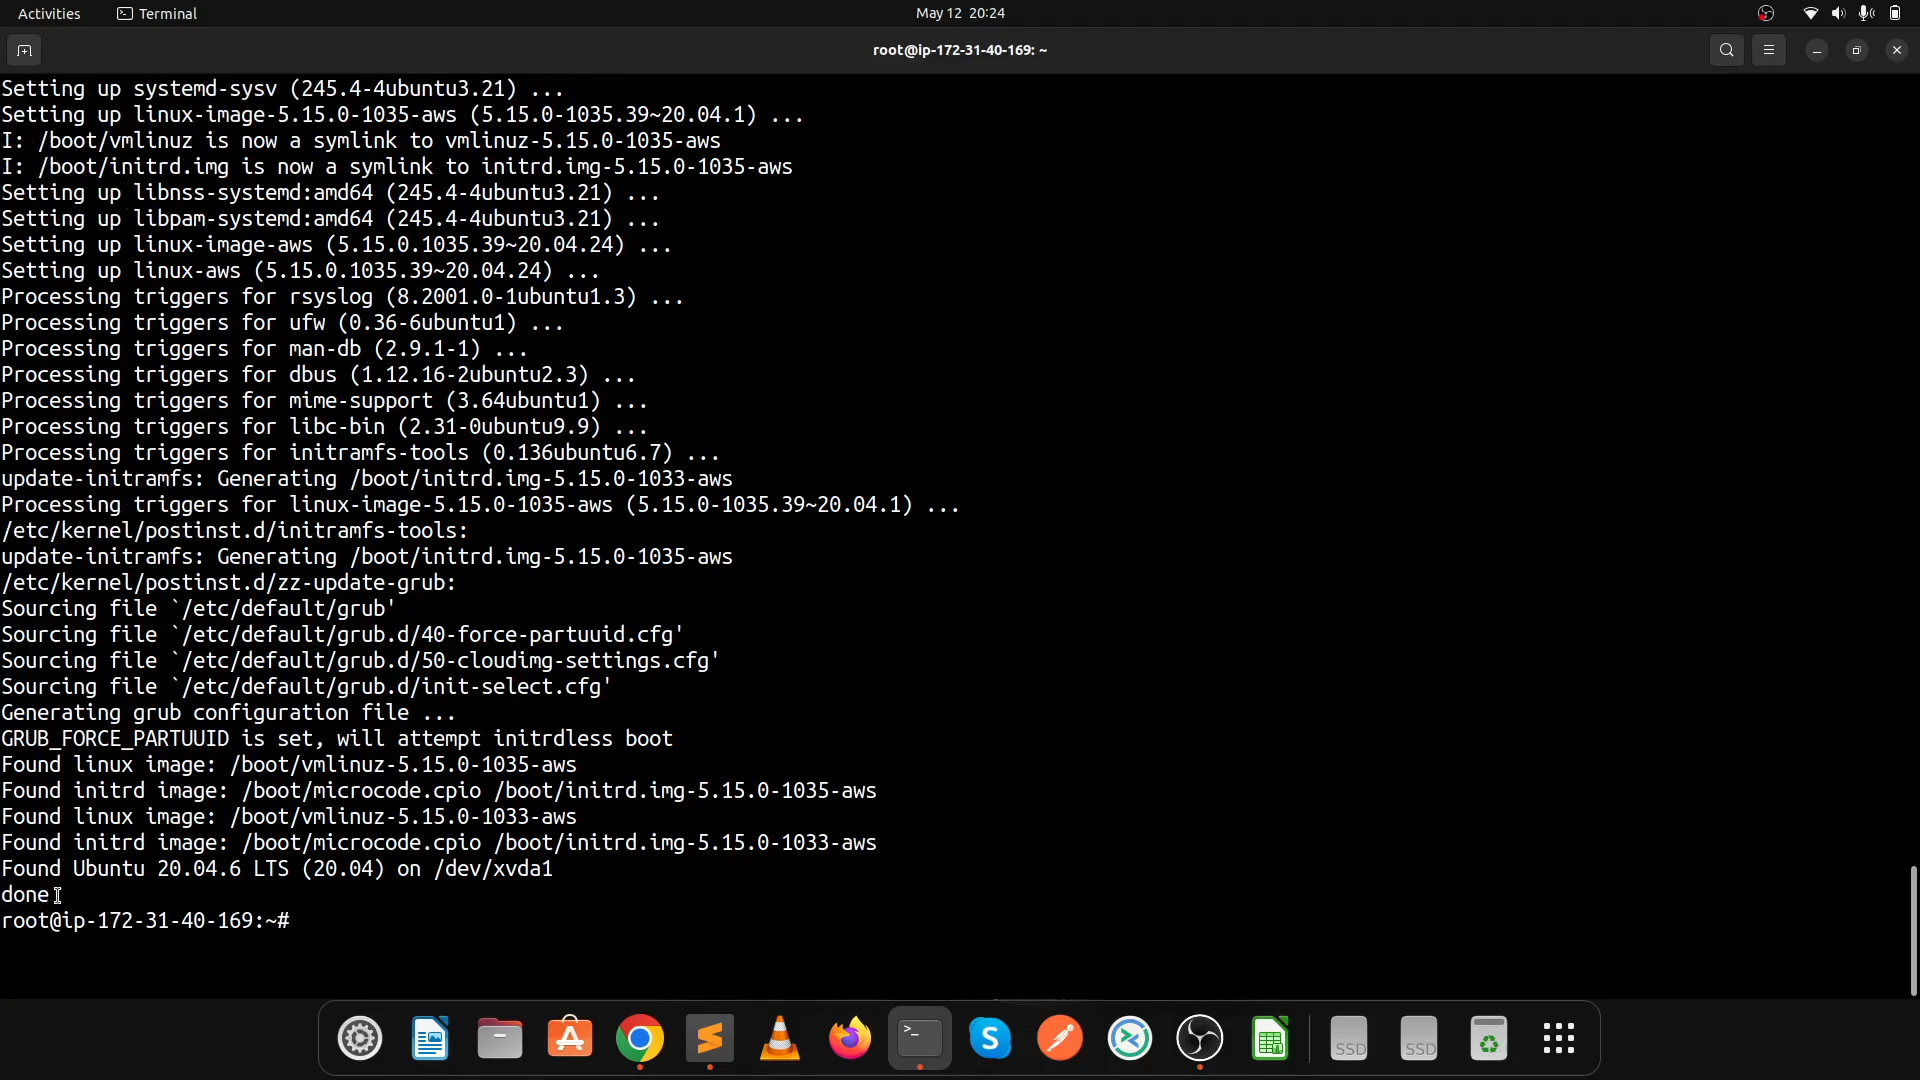 Activities
Terminal
May 12 20:24
root@ip-172-31-40-169: ~
Setting up systemd-sysv (245.4-4ubuntu3.21) ...
Setting up linux-image-5.15.0-1035-aws (5.15.0-1035.39~20.04.1) ...
I: /boot/vmlinuz is now a symlink to vmlinuz-5.15.0-1035-aws
I: /boot/initrd.img is now a symlink to initrd.img-5.15.0-1035-aws
Setting up libnss-systemd:amd64 (245.4-4ubuntu3.21) ...
Setting up libpam-systemd:amd64 (245.4-4ubuntu3.21) ...
Setting up linux-image-aws (5.15.0.1035.39~20.04.24) ...
Setting up linux-aws (5.15.0.1035.39~20.04.24) ...
Processing triggers for rsyslog (8.2001.0-1ubuntu1.3) ...
Processing triggers for ufw (0.36-6ubuntu1) ...
Processing triggers for man-db (2.9.1-1) ...
Processing triggers for dbus (1.12.16-2ubuntu2.3) ...
Processing triggers for mime-support (3.64ubuntu1) ...
Processing triggers for libc-bin (2.31-0ubuntu9.9) ...
Processing triggers for initramfs-tools (0.136ubuntu6.7) ...
update-initramfs: Generating /boot/initrd.img-5.15.0-1033-aws
Processing triggers for linux-image-5.15.0-1035-aws (5.15.0-1035.39~20.04.1) ...
/etc/kernel/postinst.d/initramfs-tools:
update-initramfs: Generating /boot/initrd.img-5.15.0-1035-aws
/etc/kernel/postinst.d/zz-update-grub:
Sourcing file `/etc/default/grub'
Sourcing file `/etc/default/grub.d/40-force-partuuid.cfg'
Sourcing file `/etc/default/grub.d/50-cloudimg-settings.cfg'
Sourcing file `/etc/default/grub.d/init-select.cfg'
Generating grub configuration file ...
GRUB_FORCE_PARTUUID is set, will attempt initrdless boot
Found linux image: /boot/vmlinuz-5.15.0-1035-aws
Found initrd image: /boot/microcode.cpio /boot/initrd.img-5.15.0-1035-aws
Found linux image: /boot/vmlinuz-5.15.0-1033-aws
Found initrd image: /boot/microcode.cpio /boot/initrd.img-5.15.0-1033-aws
Found Ubuntu 20.04.6 LTS (20.04) on /dev/xvda1
done
root@ip-172-31-40-169:~#
SSD
SSD